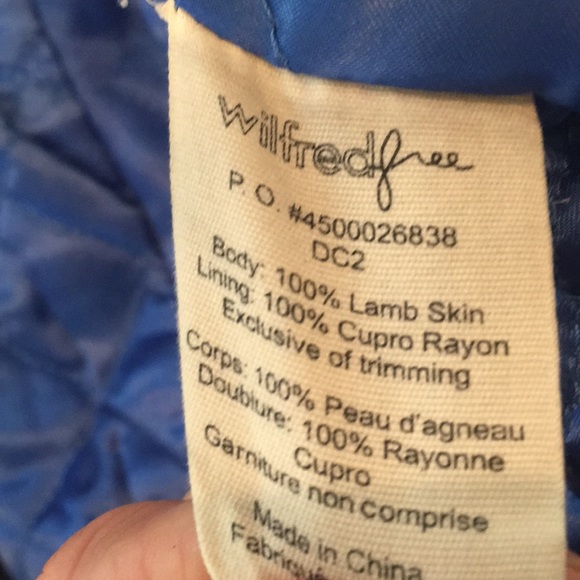 wilfredfree
P. O. #4500026838
DC2
Body: 100% Lamb Skin
Lining: 100% Cupro Rayon
Exclusive of trimming
Corps: 100% Peau d'agneau
Doublure: 100% Rayonne
Cupro
Garniture non comprise
Made in China